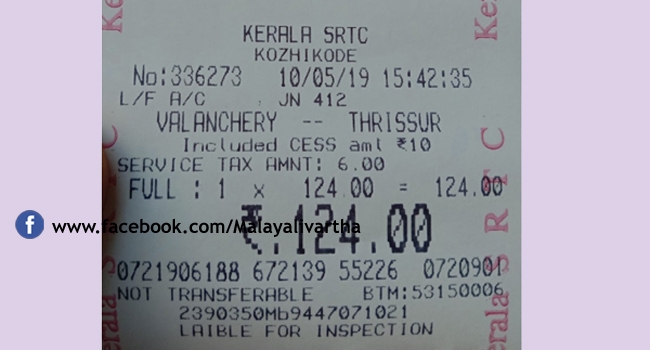 KERALA SRTC
KOZHIKODE
No:336273 10/05/19 15:42:35
L/F A/C JN 412
VALANCHERY -- THRISSUR
Included CESS amt ₹10
SERVICE TAX AMNT: 6.00
FULL : 1 x 124.00 = 124.00
₹.124.00
www.facebook.com/Malayalivartha
0721906188 672139 55226 0720901
NOT TRANSFERABLE BTM:53150006
2390350Mb9447071021
LAIBLE FOR INSPECTION
Ke
S R T C
Kerala